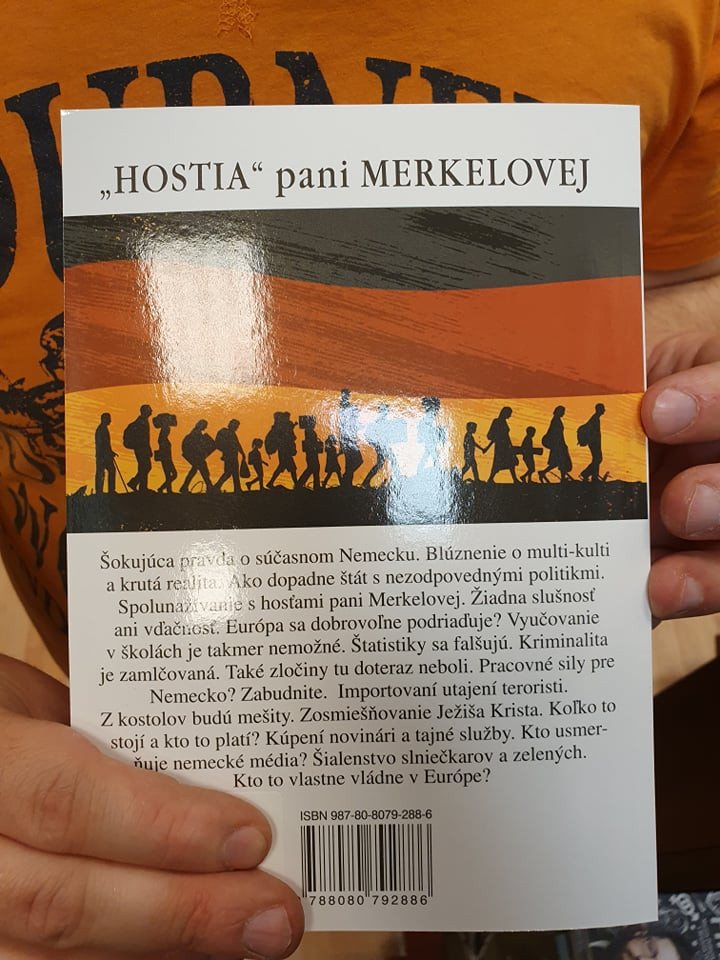 „HOSTIA“ pani MERKELOVEJ
Šokujúca pravda o súčasnom Nemecku. Blúznenie o multi-kulti
a krutá realita. Ako dopadne štát s nezodpovednými politikmi.
Spolunažívanie s hosťami pani Merkelovej. Žiadna slušnosť
ani vďačnosť. Európa sa dobrovoľne podriaďuje? Vyučovanie
v školách je takmer nemožné. Štatistiky sa falšujú. Kriminalita
je zamlčovaná. Také zločiny tu doteraz neboli. Pracovné sily pre
Nemecko? Zabudnite. Importovaní utajení teroristi.
Z kostolov budú mešity. Zosmiešňovanie Ježiša Krista. Koľko to
stojí a kto to platí? Kúpení novinári a tajné služby. Kto usmer-
ňuje nemecké média? Šialenstvo slniečkarov a zelených.
Kto to vlastne vládne v Európe?
ISBN 987-80-8079-288-6
788080 792886